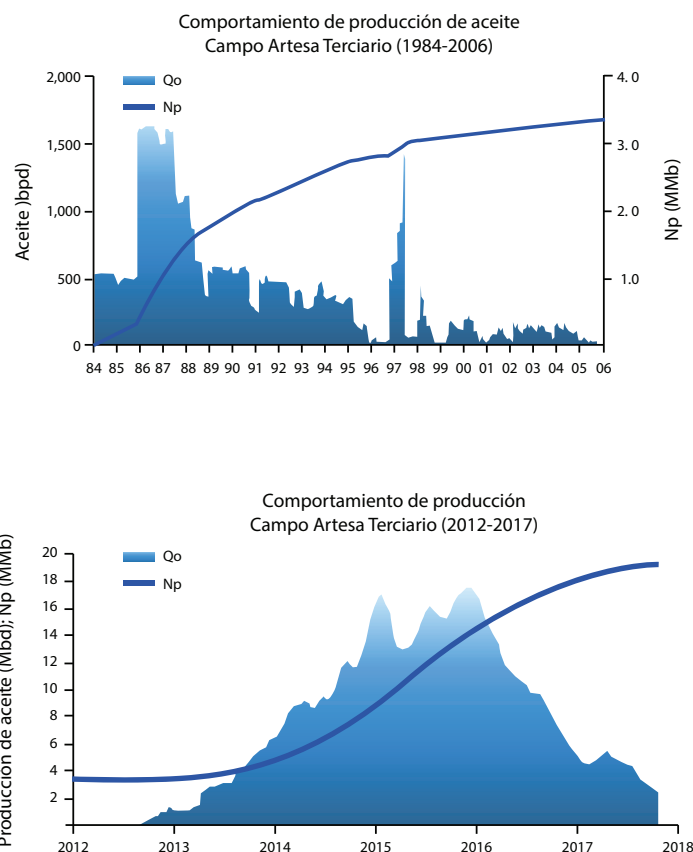 Comportamiento de producción de aceite
Campo Artesa Terciario (1984-2006)
2,000
4.0
Qo
Np
1,500
3.0
Aceite )bpd)
Np (MMb)
1,000
2.0
500
1.0
0
84 85 86 87 88 89 90 91 92 93 94 95 96 97 98 99 00 01 02 03 04 05 06
Comportamiento de producción
Campo Artesa Terciario (2012-2017)
Producción de aceite (Mbd); Np (MMb)
20
Qo
18
Np
16
14
12
10
8
6
4
2
2012 2013 2014 2015 2016 2017 2018